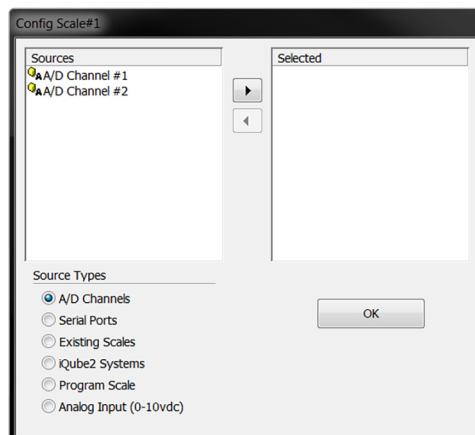 Config Scale#1
Sources
A/D Channel #1
A/D Channel #2
Selected
Source Types
A/D Channels
Serial Ports
Existing Scales
iQube2 Systems
Program Scale
Analog Input (0-10vdc)
OK